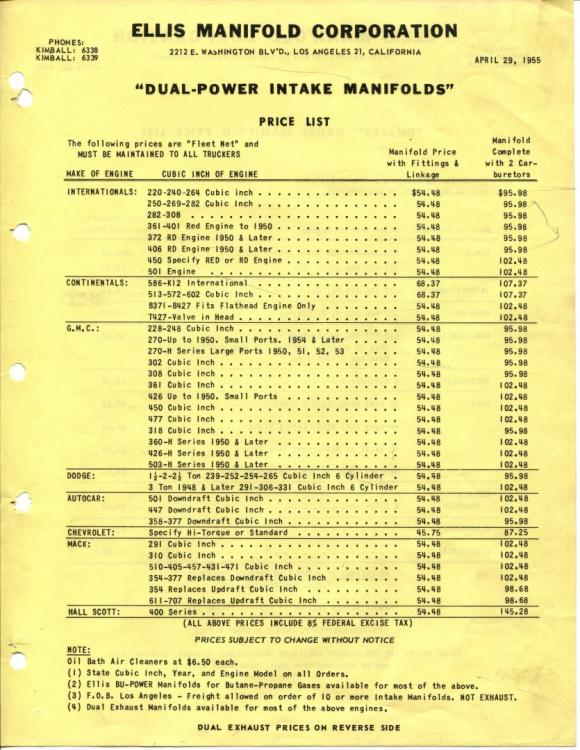 ELLIS MANIFOLD CORPORATION
PHONES:
KIMBALL: 6338
KIMBALL: 6339
2212 E. WASHINGTON BLV'D., LOS ANGELES 21, CALIFORNIA
APRIL 29, 1955
"DUAL-POWER INTAKE MANIFOLDS"
PRICE LIST
The following prices are "Fleet Net" and
MUST BE MAINTAINED TO ALL TRUCKERS
Manifold Price with Fittings & Linkage
Manifold Complete with 2 Carburetors
MAKE OF ENGINE CUBIC INCH OF ENGINE
INTERNATIONALS: 220-240-264 Cubic inch . . . $54.48 $95.98
250-269-282 Cubic Inch . . . 54.48 95.98
282-308 . . . 54.48 95.98
361-401 Red Engine to 1950 . . . 54.48 95.98
372 RD Engine 1950 & Later . . . 54.48 95.98
406 RD Engine 1950 & Later . . . 54.48 95.98
450 Specify RED or RD Engine . . . 54.48 102.48
501 Engine . . . 54.48 102.48
CONTINENTALS: 586-K12 International . . . 68.37 107.37
513-572-602 Cubic Inch . . . 68.37 107.37
B371-B427 Fits Flathead Engine Only . . . 54.48 102.48
T427-Valve in Head . . . 54.48 102.48
G.M.C.: 228-248 Cubic Inch . . . 54.48 95.98
270-Up to 1950. Small Ports. 1954 & Later . . . 54.48 95.98
270-H Series Large Ports 1950, 51, 52, 53 . . . 54.48 95.98
302 Cubic Inch . . . 54.48 95.98
308 Cubic Inch . . . 54.48 95.98
361 Cubic Inch . . . 54.48 102.48
426 Up to 1950. Small Ports . . . 54.48 102.48
450 Cubic Inch . . . 54.48 102.48
477 Cubic Inch . . . 54.48 102.48
318 Cubic Inch . . . 54.48 95.98
360-H Series 1950 & Later . . . 54.48 102.48
426-H Series 1950 & Later . . . 54.48 102.48
503-H Series 1950 & Later . . . 54.48 102.48
DODGE: 1½-2-2½ Ton 239-252-254-265 Cubic Inch 6 Cylinder . 54.48 95.98
3 Ton 1948 & Later 291-306-331 Cubic Inch 6 Cylinder 54.48 102.48
AUTOCAR: 501 Downdraft Cubic Inch . . . 54.48 102.48
447 Downdraft Cubic Inch . . . 54.48 102.48
358-377 Downdraft Cubic Inch . . . 54.48 95.98
CHEVROLET: Specify Hi-Torque or Standard . . . 45.75 87.25
MACK: 291 Cubic Inch . . . 54.48 102.48
310 Cubic Inch . . . 54.48 102.48
510-405-457-431-471 Cubic Inch . . . 54.48 102.48
354-377 Replaces Downdraft Cubic Inch . . . 54.48 102.48
354 Replaces Updraft Cubic Inch . . . 54.48 98.68
611-707 Replaces Updraft Cubic Inch . . . 54.48 98.68
HALL SCOTT: 400 Series . . . 54.48 145.28
(ALL ABOVE PRICES INCLUDE 8% FEDERAL EXCISE TAX)
PRICES SUBJECT TO CHANGE WITHOUT NOTICE
NOTE:
Oil Bath Air Cleaners at $6.50 each.
(1) State Cubic Inch, Year, and Engine Model on all Orders.
(2) Ellis BU-POWER Manifolds for Butane-Propane Gases available for most of the above.
(3) F.O.B. Los Angeles - Freight allowed on order of 10 or more Intake Manifolds. NOT EXHAUST.
(4) Dual Exhaust Manifolds available for most of the above engines.
DUAL EXHAUST PRICES ON REVERSE SIDE